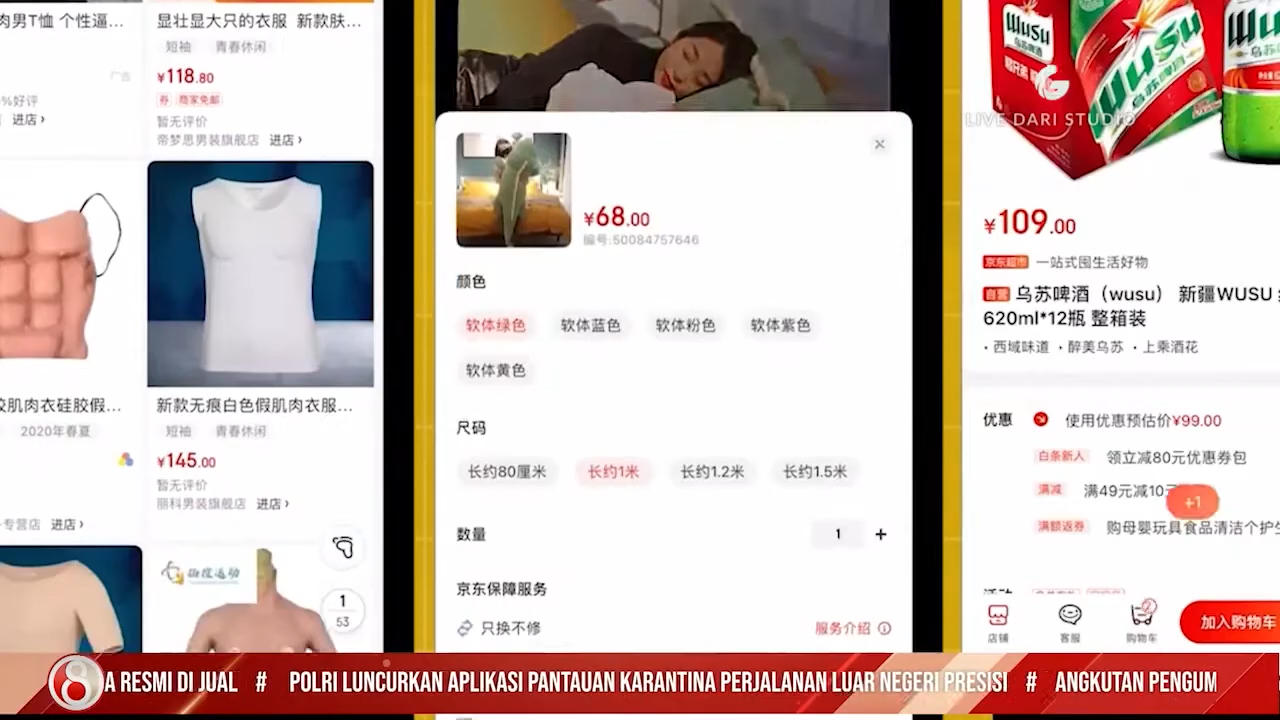 肉男T恤 个性逼...
广告
%好评
进店 ›
显壮显大只的衣服 新款肤...
短袖 青春休闲
¥118.80
券 商家免邮
暂无评价
帝梦思男装旗舰店 进店 ›
肌肉衣硅胶假...
2020年春夏
专营店 进店 ›
新款无痕白色假肌肉衣服...
短袖 青春休闲
¥145.00
暂无评价
丽科男装旗舰店 进店 ›
1
53
¥68.00
编号:50084757646
颜色
软体绿色 软体蓝色 软体粉色 软体紫色
软体黄色
尺码
长约80厘米 长约1米 长约1.2米 长约1.5米
数量
1 +
京东保障服务
只换不修 服务介绍
WUSU
乌苏啤酒
LIVE DARI STUDIO
¥109.00
京东超市 一站式囤生活好物
自营 乌苏啤酒（wusu） 新疆WUSU
620ml*12瓶 整箱装
· 西域味道 · 醉美乌苏 · 上乘酒花
优惠 使用优惠预估价¥99.00
白条新人 领立减80元优惠券包
满减 满49元减10
+1
满额返券 购母婴玩具食品清洁个护
店铺 客服 购物车 加入购物车
8 A RESMI DI JUAL # POLRI LUNCURKAN APLIKASI PANTAUAN KARANTINA PERJALANAN LUAR NEGERI PRESISI # ANGKUTAN PENGUM